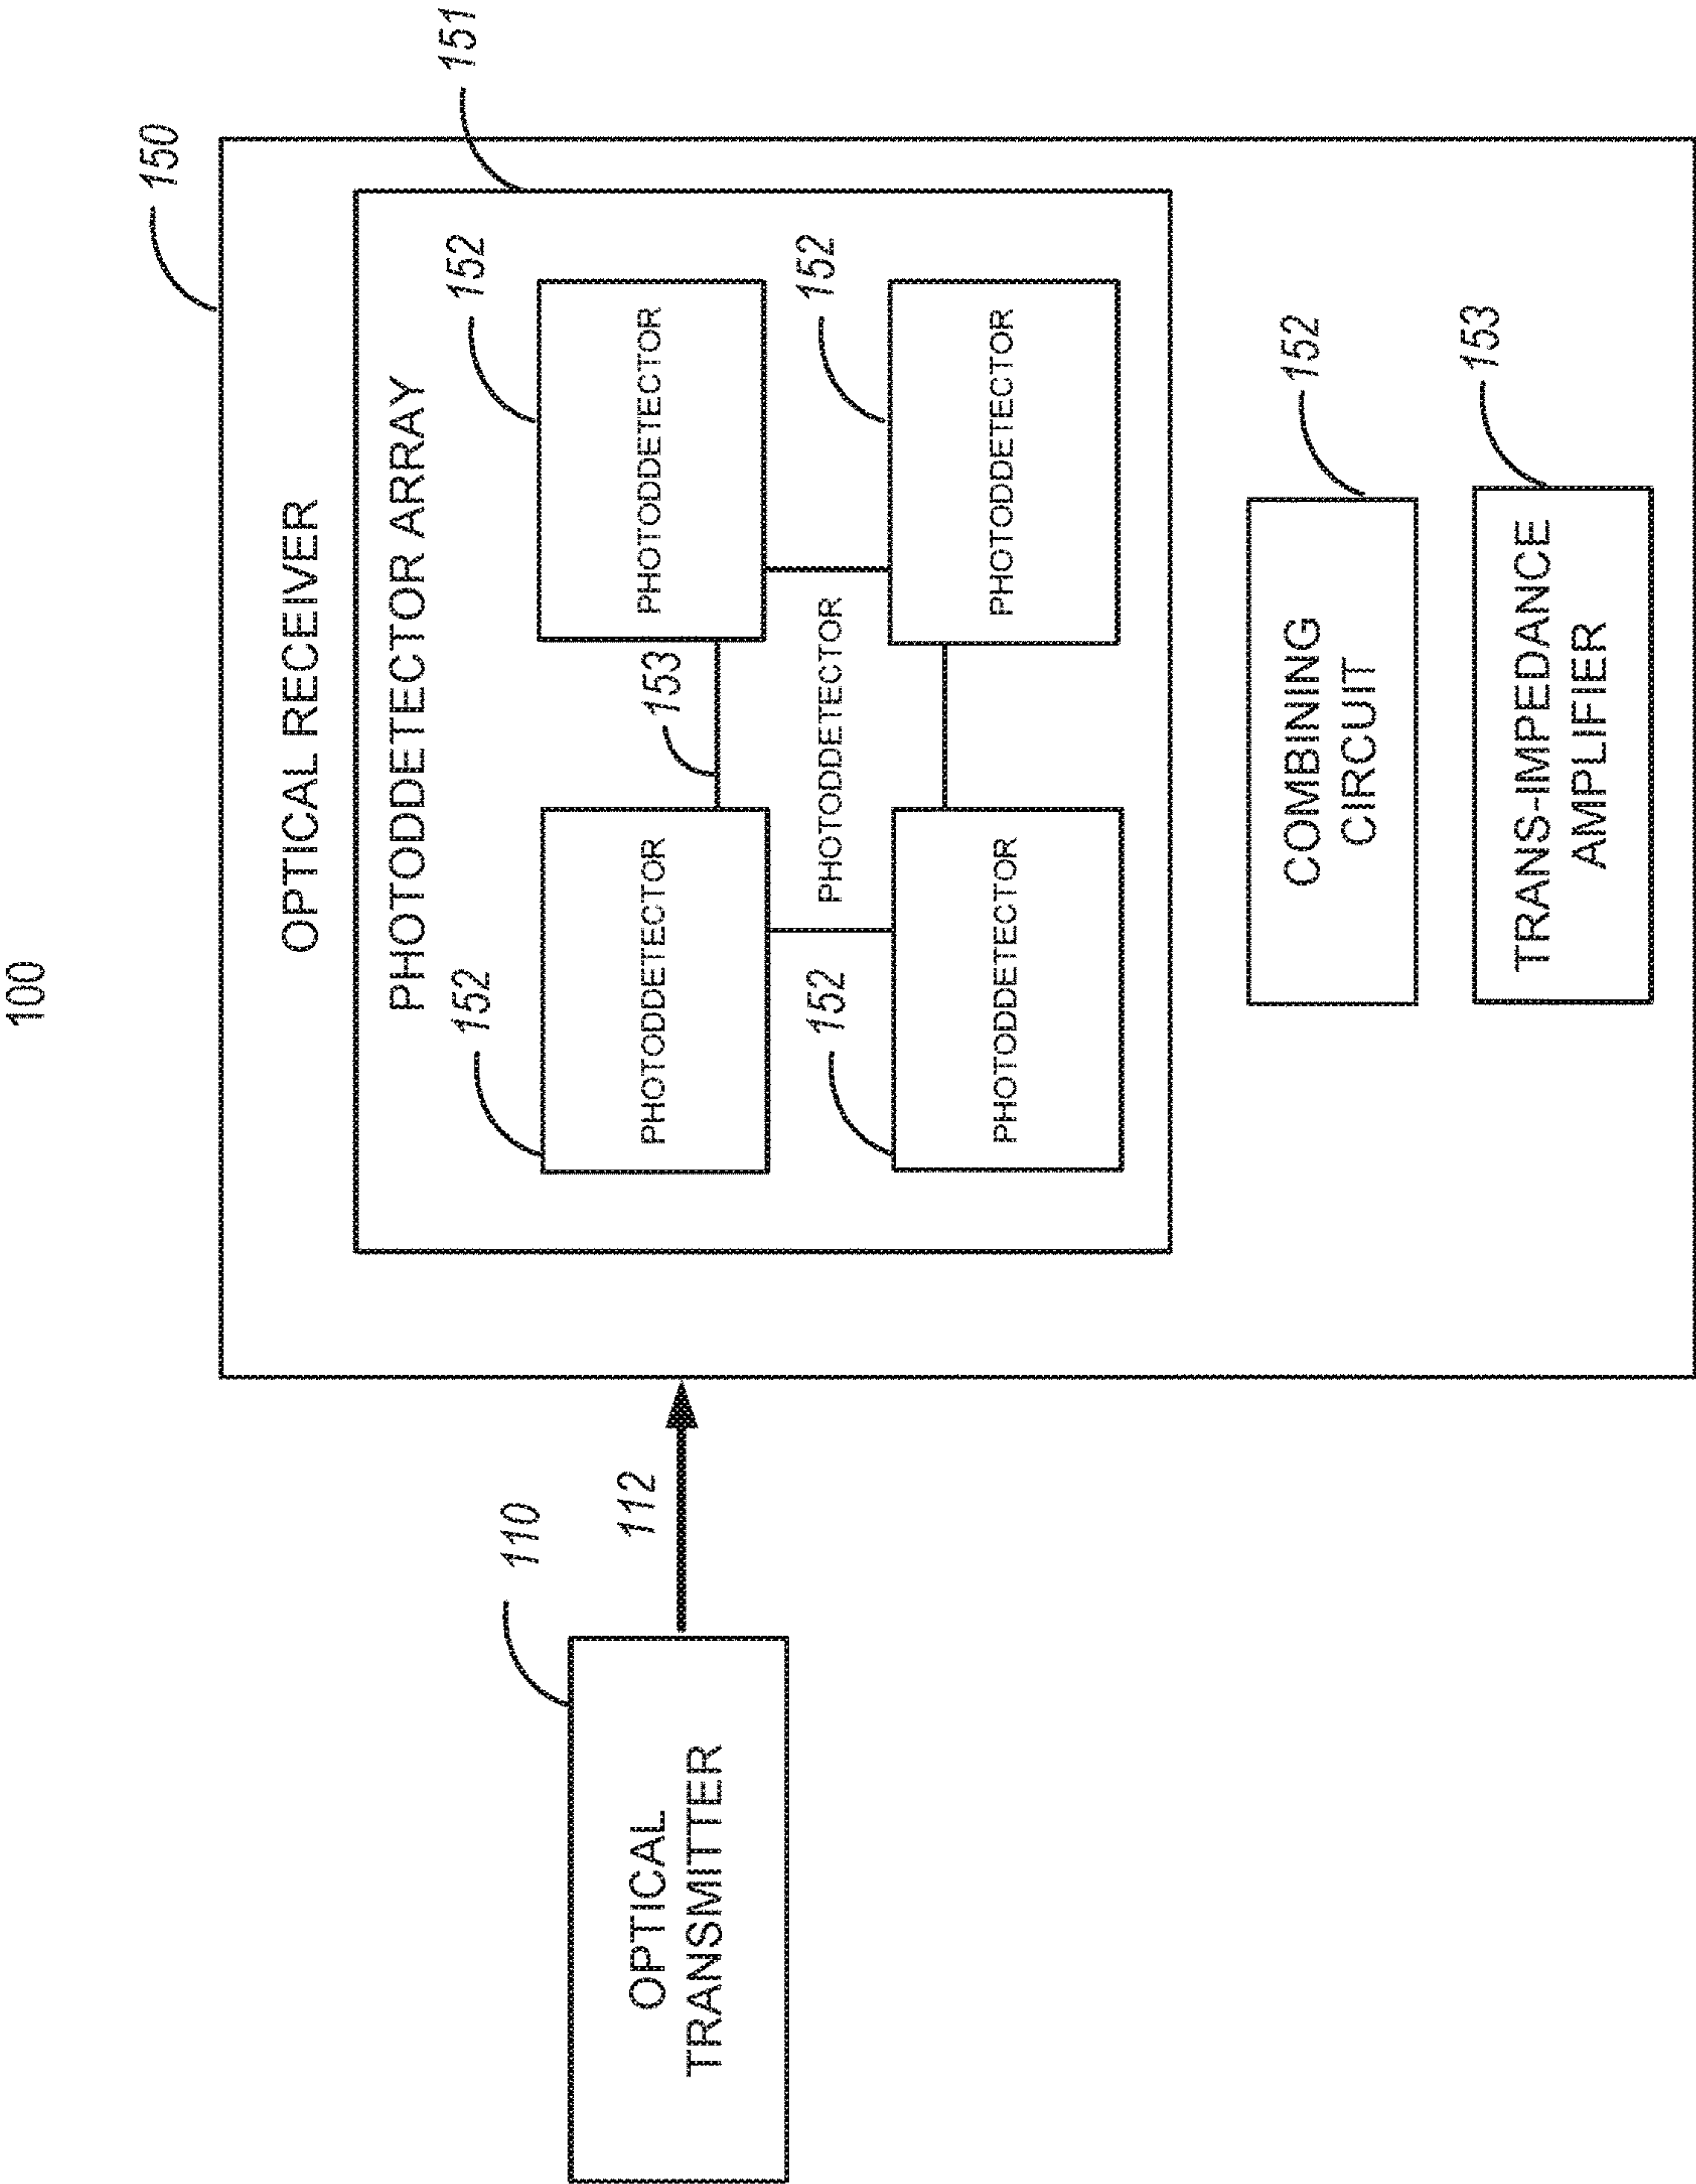 100
150
OPTICAL RECEIVER
151
PHOTODDETECTOR ARRAY
152
152
110
112
153
PHOTODDETECTOR
PHOTODDETECTOR
OPTICAL
TRANSMITTER
152
PHOTODDETECTOR
152
PHOTODDETECTOR
PHOTODDETECTOR
COMBINING
CIRCUIT
152
TRANS-IMPEDANCE
AMPLIFIER
153